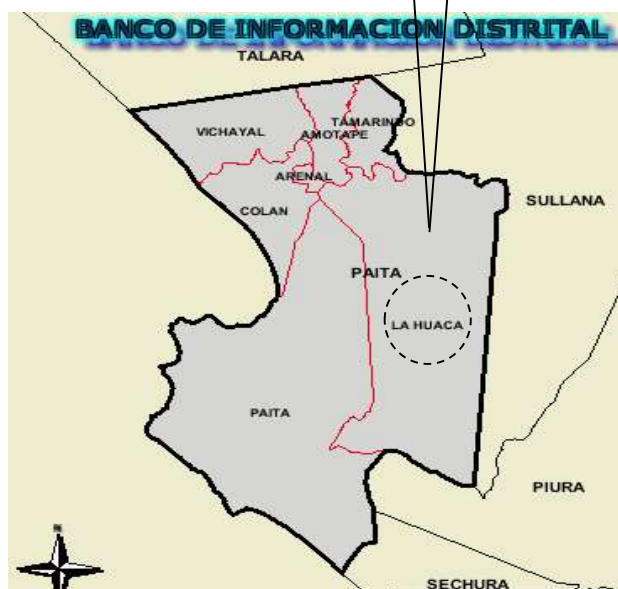 BANCO DE INFORMACION DISTRITAL
TALARA
TAMARINDO
VICHAYAL
AMOTAPE
ARENAL
SULLANA
COLAN
PAITA
LA HUACA
PAITA
PIURA
N
SECHURA